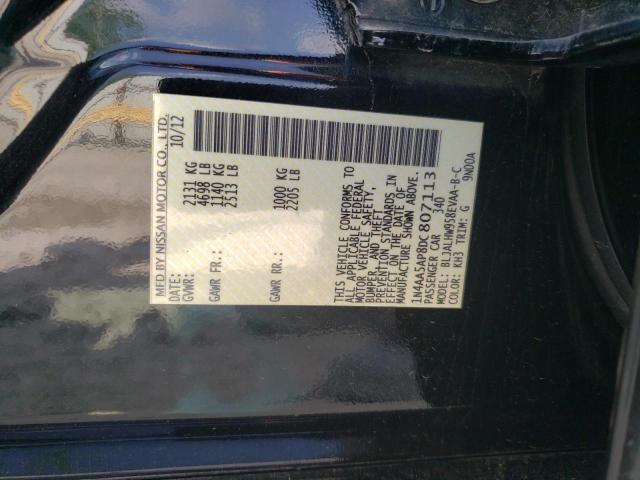 MFD BY NISSAN MOTOR CO., LTD.
DATE: 10/12
GVWR: 2131 KG
4698 LB
GAWR FR: 1140 KG
2513 LB
GAWR RR: 1000 KG
2205 LB
THIS VEHICLE CONFORMS TO
ALL APPLICABLE FEDERAL
MOTOR VEHICLE SAFETY,
BUMPER, AND THEFT
PREVENTION STANDARDS IN
EFFECT ON THE DATE OF
MANUFACTURE SHOWN ABOVE.
1N4AA5AP8DC807113
PASSENGER CAR 340
MODEL: BLJALHW958EVAA-B-C
COLOR: KH3 TRIM: G 9N00A